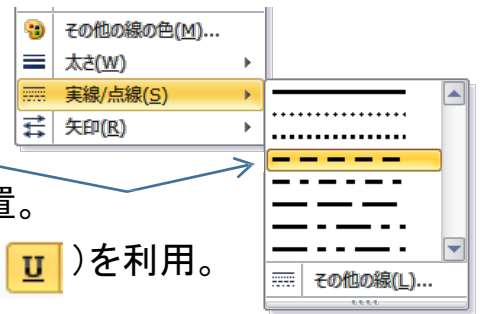 その他の線の色(M)...
太さ(W)
実線/点線(S)
矢印(R)
置。
U )を利用。
その他の線(L)...